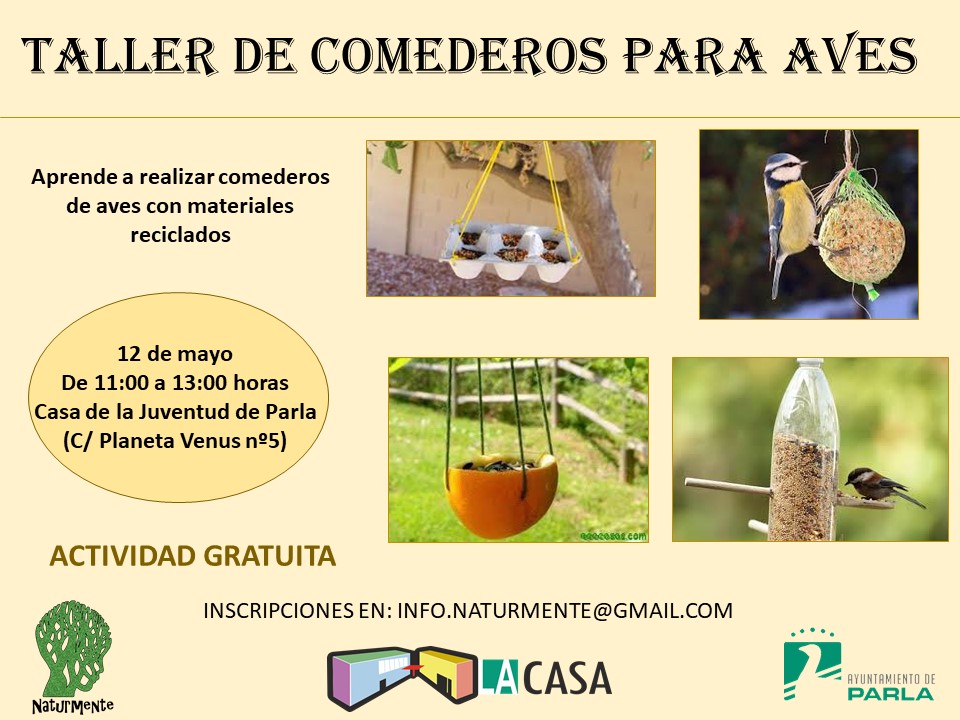 TALLER DE COMEDEROS PARA AVES
Aprende a realizar comederos
de aves con materiales
reciclados
12 de mayo
De 11:00 a 13:00 horas
Casa de la Juventud de Parla
(C/ Planeta Venus nº5)
ACTIVIDAD GRATUITA
INSCRIPCIONES EN: INFO.NATURMENTE@GMAIL.COM
NaturMente
LA CASA
AYUNTAMIENTO DE
PARLA